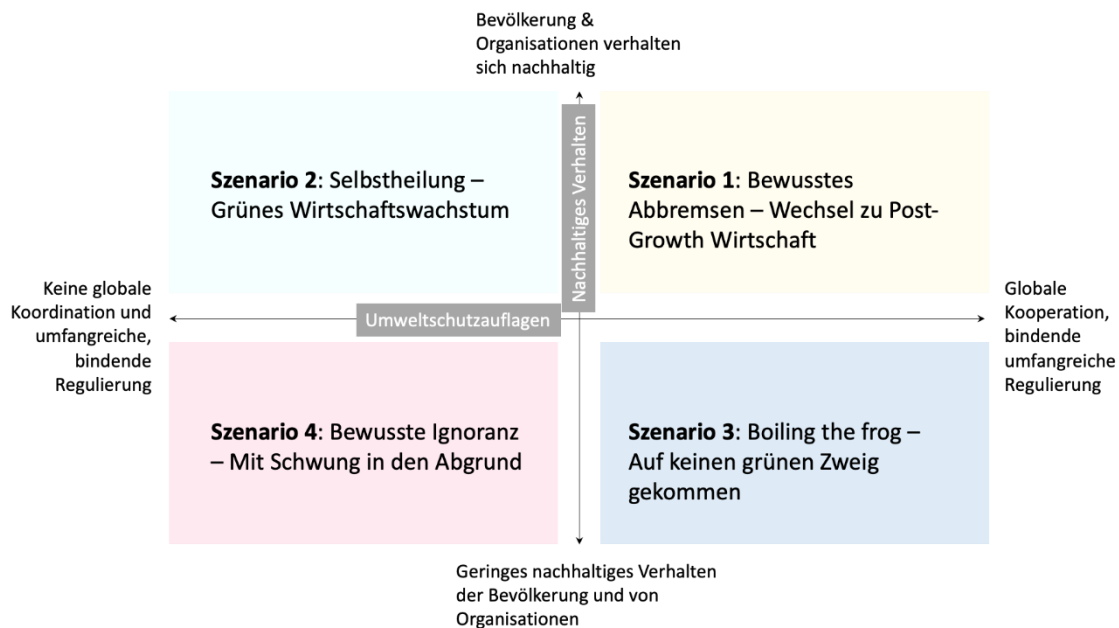 Bevölkerung &
Organisationen verhalten
sich nachhaltig
Szenario 2: Selbstheilung –
Grünes Wirtschaftswachstum
Nachhaltiges Verhalten
Szenario 1: Bewusstes
Abbremsen – Wechsel zu Post-
Growth Wirtschaft
Keine globale
Koordination und
umfangreiche,
bindende
Regulierung
Umweltschutzauflagen
Globale
Kooperation,
bindende
umfangreiche
Regulierung
Szenario 4: Bewusste Ignoranz
– Mit Schwung in den Abgrund
Szenario 3: Boiling the frog –
Auf keinen grünen Zweig
gekommen
Geringes nachhaltiges Verhalten
der Bevölkerung und von
Organisationen